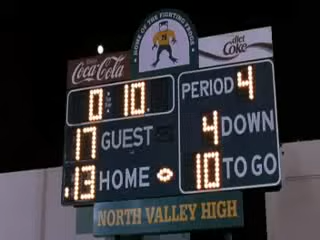 HOME OF THE FIGHTING FROGS
N
Coca-Cola
diet Coke
0:10
PERIOD 4
17 GUEST
4 DOWN
13 HOME
10 TO GO
NORTH VALLEY HIGH